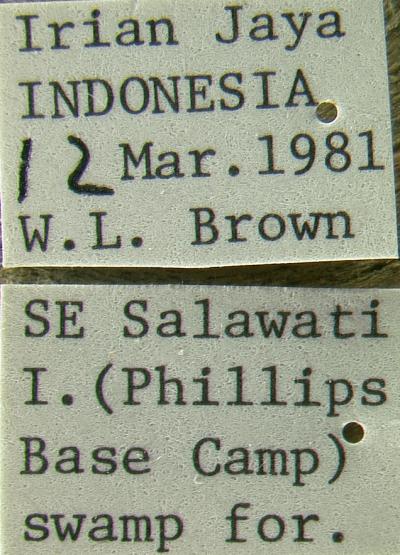 Irian Jaya
INDONESIA
12 Mar.1981
W.L. Brown
SE Salawati
I.(Phillips
Base Camp)
swamp for.